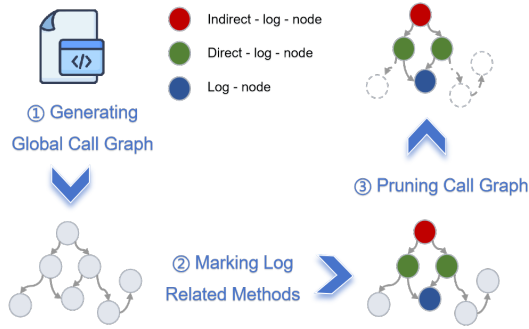 Indirect - log - node
Direct - log - node
Log - node
</>
① Generating
Global Call Graph
② Marking Log
Related Methods
③ Pruning Call Graph